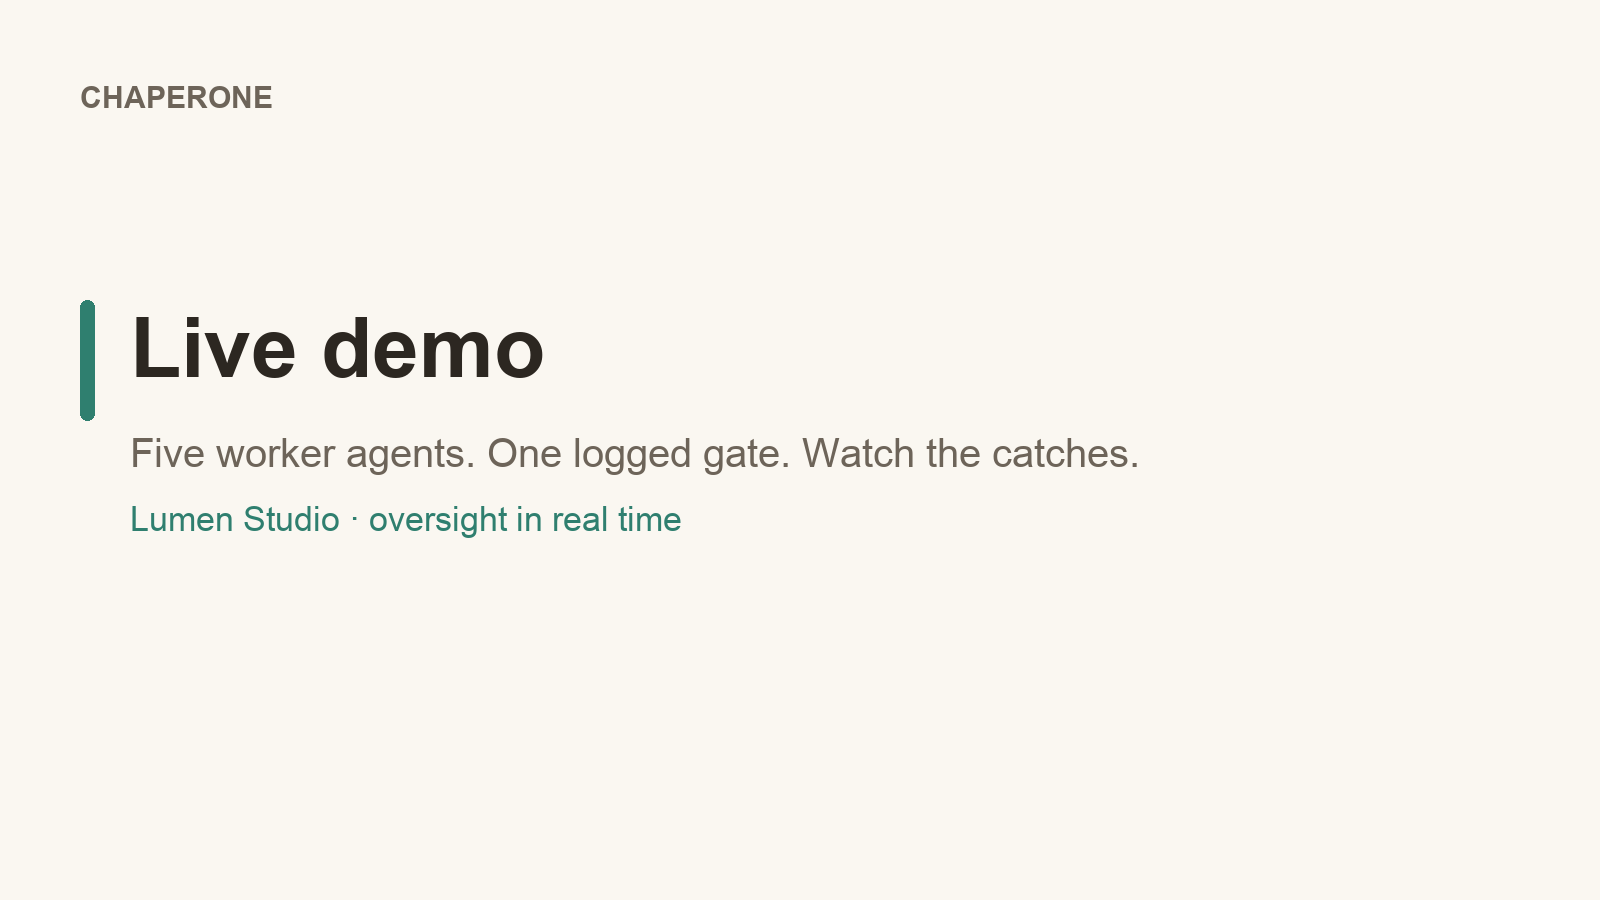 CHAPERONE
Live demo
Five worker agents. One logged gate. Watch the catches.
Lumen Studio · oversight in real time